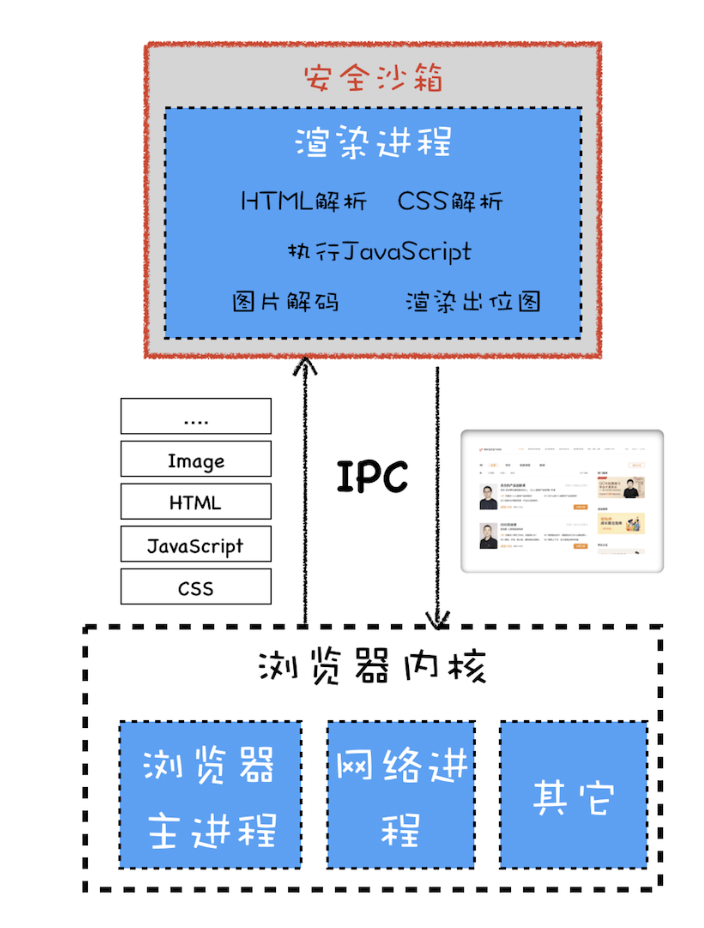 安全沙箱
渲染进程
HTML解析 CSS解析
执行JavaScript
图片解码 渲染出位图
....
Image
HTML
JavaScript
CSS
IPC
浏览器内核
浏览器
主进程
网络进
程
其它